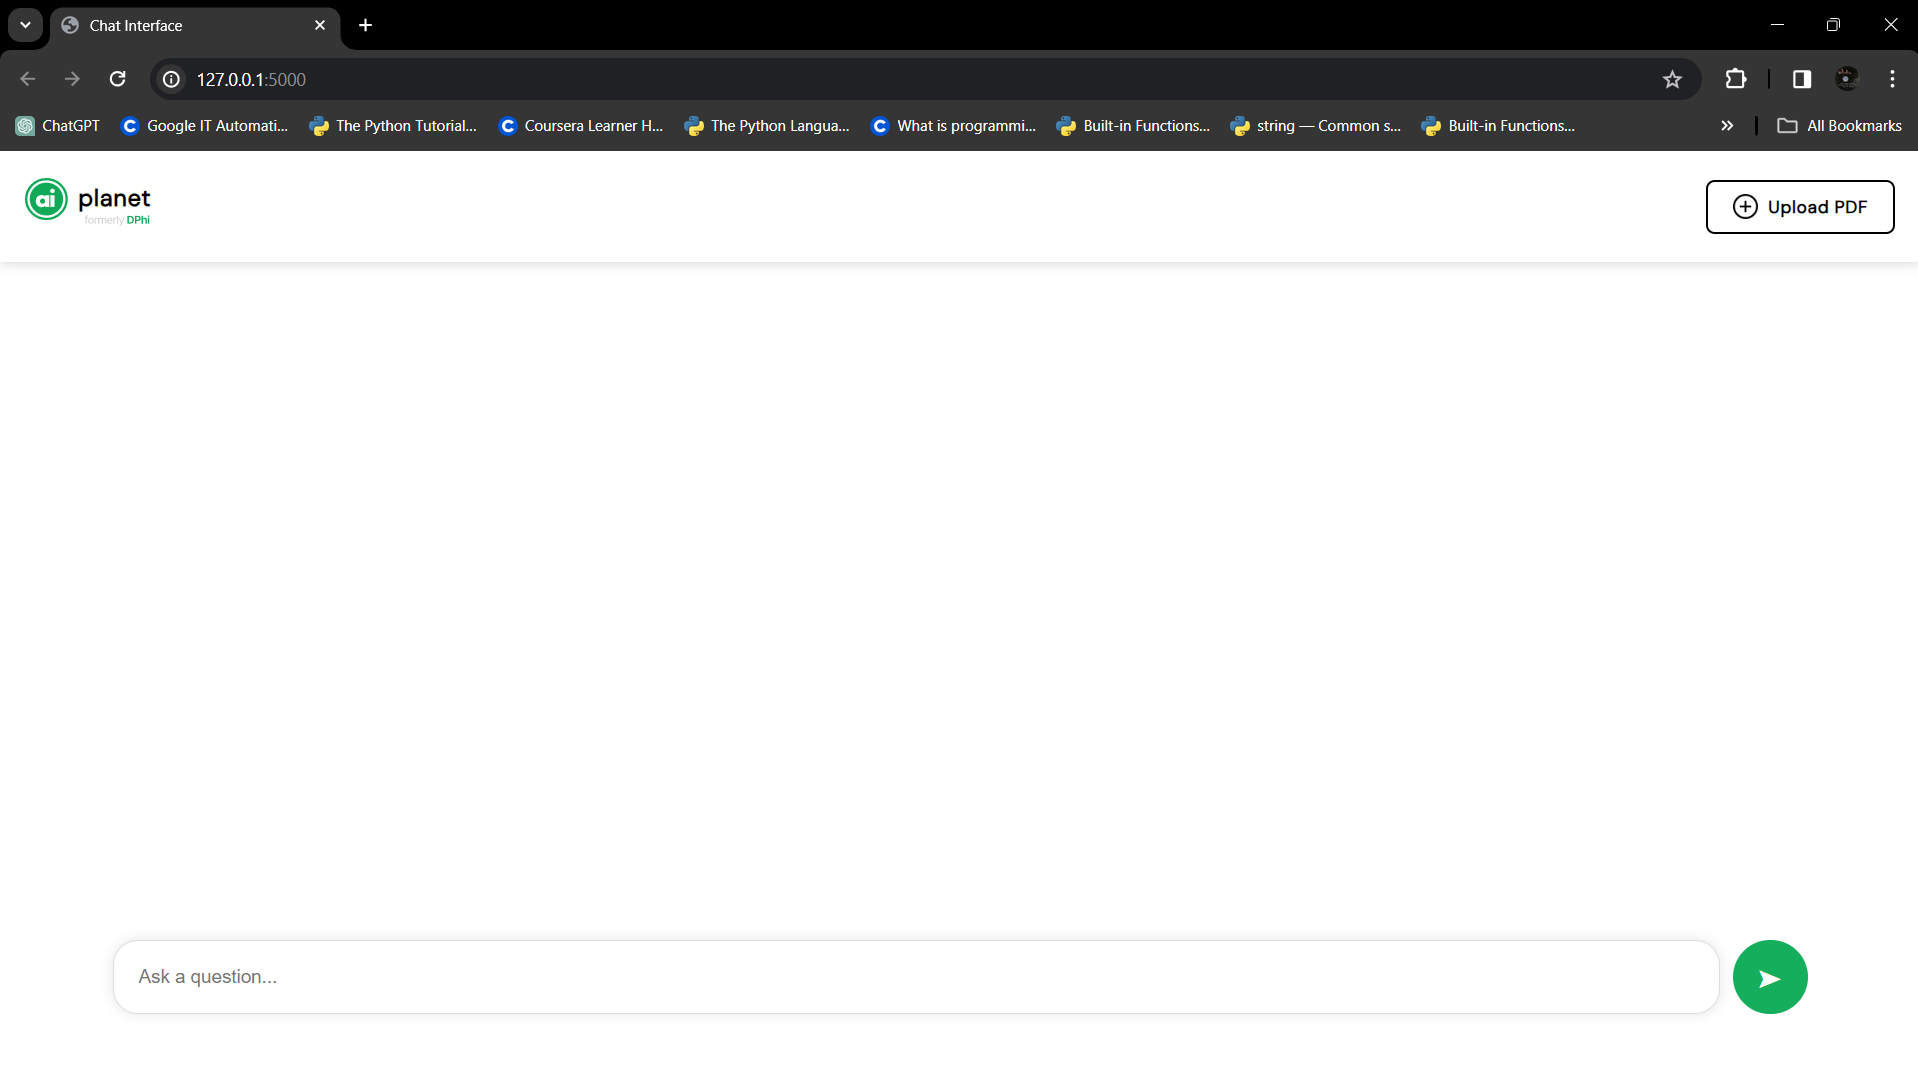 Chat Interface
127.0.0.1:5000
ChatGPT
Google IT Automati...
The Python Tutorial...
Coursera Learner H...
The Python Langua...
What is programmi...
Built-in Functions...
string — Common s...
Built-in Functions...
All Bookmarks
ai planet
formerly DPhi
Upload PDF
Ask a question...